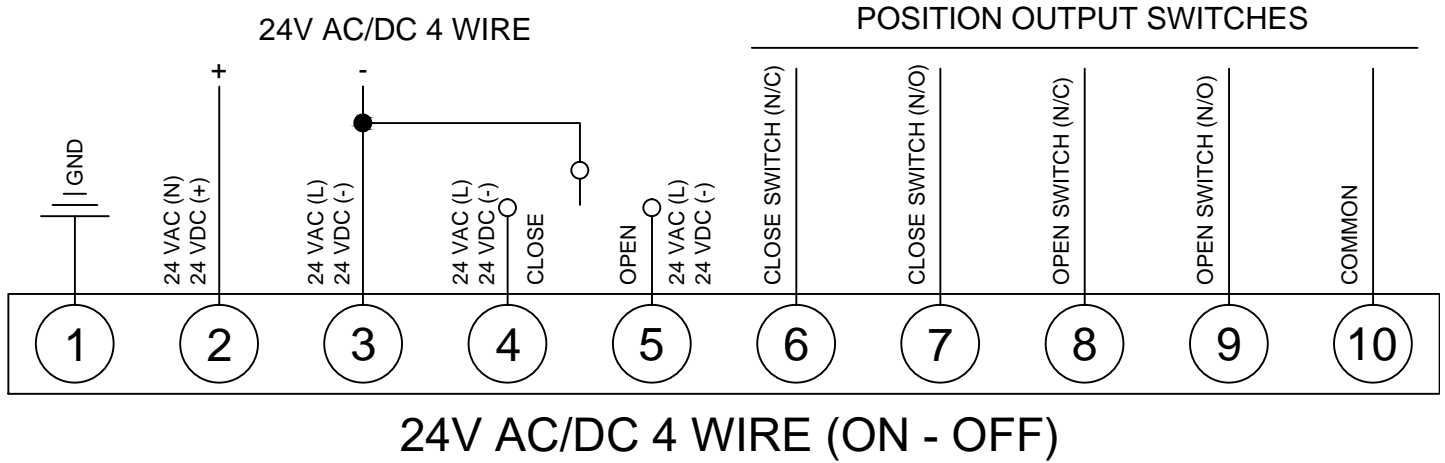 24V AC/DC 4 WIRE
POSITION OUTPUT SWITCHES
+
-
GND
24 VAC (N)
24 VDC (+)
24 VAC (L)
24 VDC (-)
24 VAC (L)
24 VDC (-)
CLOSE
OPEN
24 VAC (L)
24 VDC (-)
CLOSE SWITCH (N/C)
CLOSE SWITCH (N/O)
OPEN SWITCH (N/C)
OPEN SWITCH (N/O)
COMMON
1 2 3 4 5 6 7 8 9 10
24V AC/DC 4 WIRE (ON - OFF)